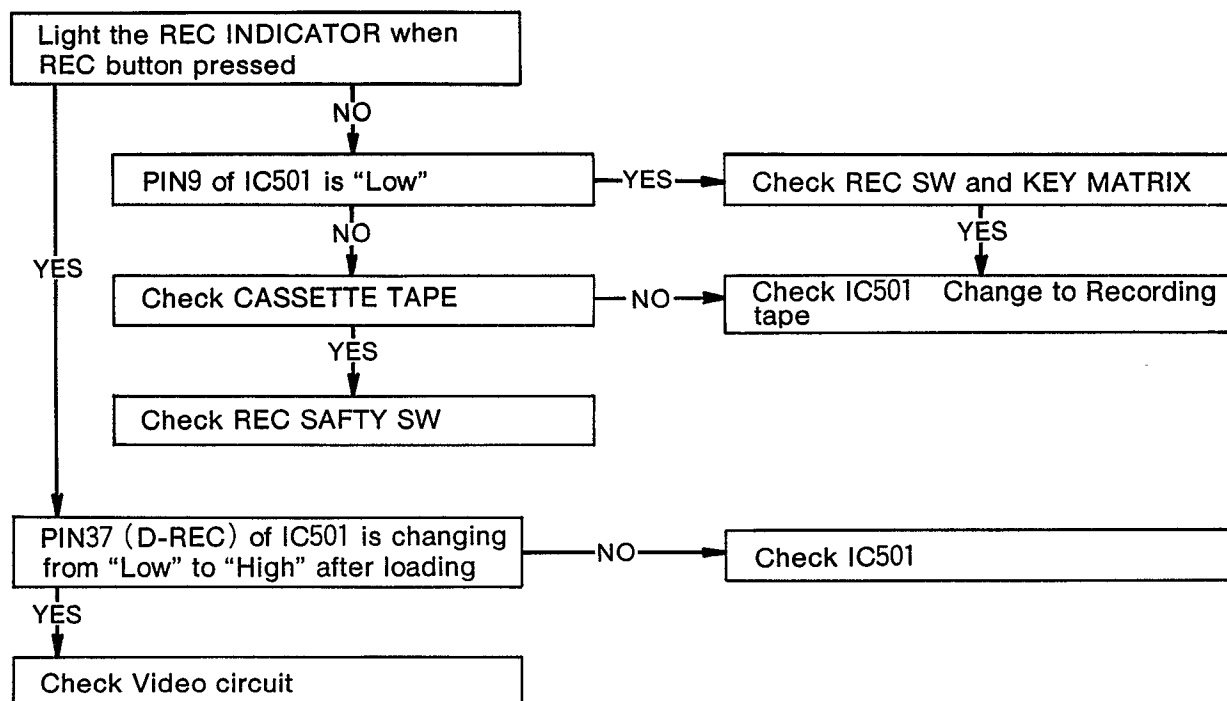 Light the REC INDICATOR when
REC button pressed
NO
PIN9 of IC501 is “Low”
YES
Check REC SW and KEY MATRIX
NO
YES
YES
Check CASSETTE TAPE
NO
Check IC501 Change to Recording
tape
YES
Check REC SAFTY SW
PIN37 (D-REC) of IC501 is changing
from “Low” to “High” after loading
NO
Check IC501
YES
Check Video circuit